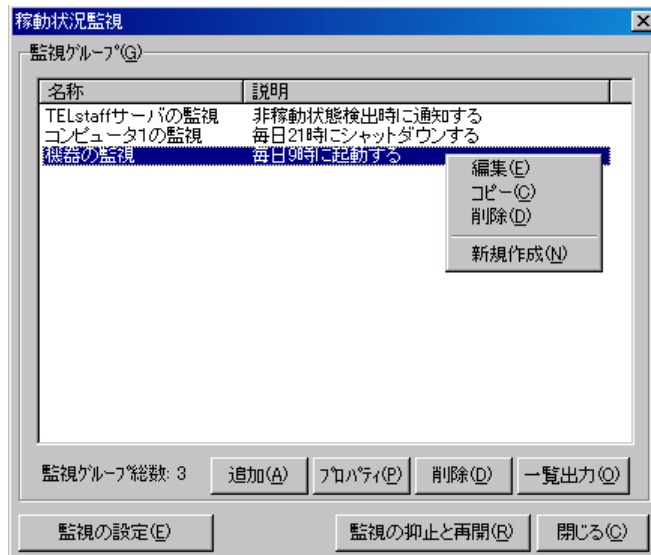 稼動状況監視
監視ｸﾞﾙｰﾌﾟ(G)
名称 説明
TELstaffサーバの監視 非稼動状態検出時に通知する
コンピュータ1の監視 毎日21時にシャットダウンする
機器の監視 毎日9時に起動する
編集(E)
コピー(C)
削除(D)
新規作成(N)
監視ｸﾞﾙｰﾌﾟ総数: 3 追加(A) ﾌﾟﾛﾊﾟﾃｨ(P) 削除(D) 一覧出力(O)
監視の設定(E) 監視の抑止と再開(R) 閉じる(C)